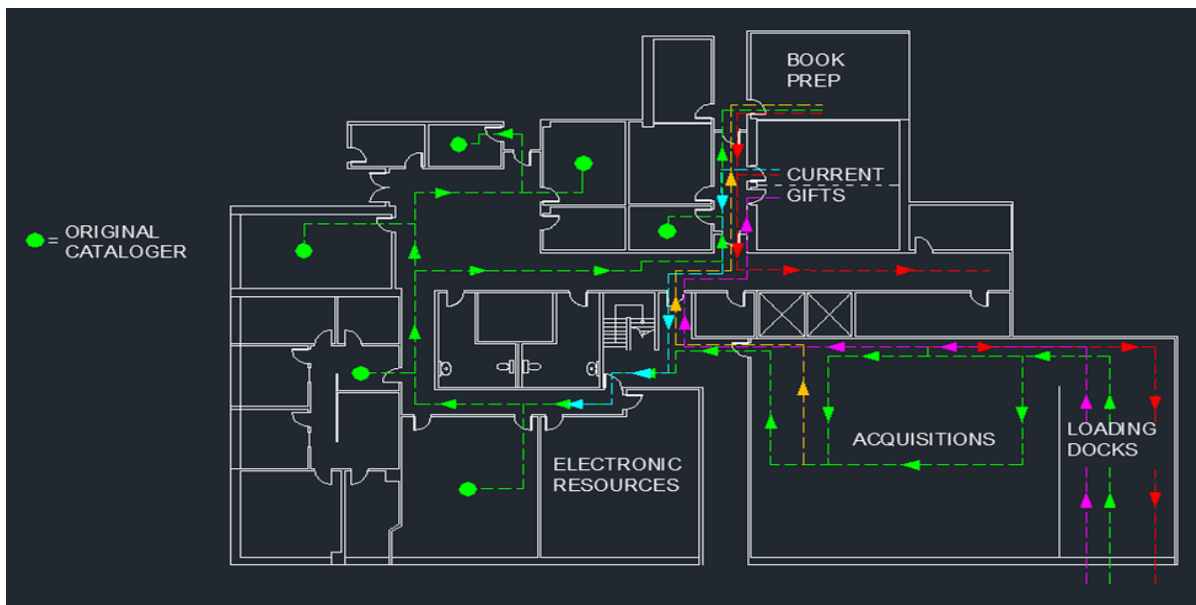 BOOK
PREP
CURRENT
GIFTS
= ORIGINAL
CATALOGER
ACQUISITIONS
LOADING
DOCKS
ELECTRONIC
RESOURCES